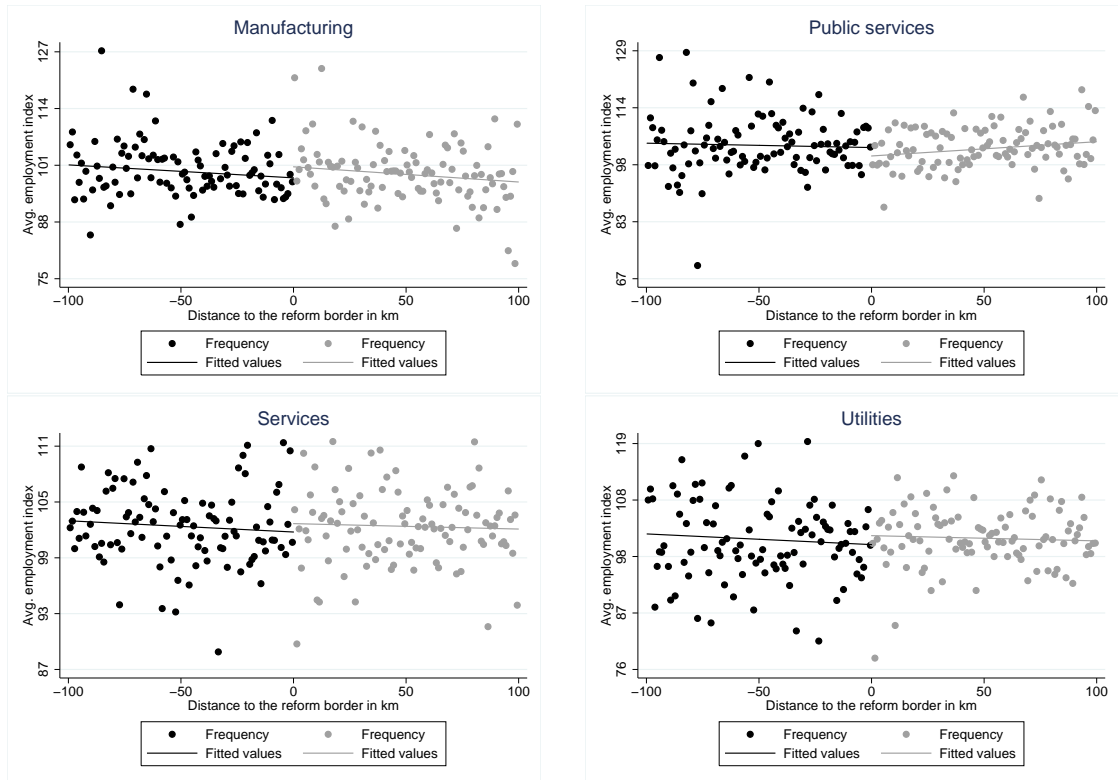 Manufacturing
Avg. employment index
127
114
101
88
75
−100 −50 0 50 100
Distance to the reform border in km
Frequency Frequency
Fitted values Fitted values
Public services
Avg. employment index
129
114
98
83
67
−100 −50 0 50 100
Distance to the reform border in km
Frequency Frequency
Fitted values Fitted values
Services
Avg. employment index
111
105
99
93
87
−100 −50 0 50 100
Distance to the reform border in km
Frequency Frequency
Fitted values Fitted values
Utilities
Avg. employment index
119
108
98
87
76
−100 −50 0 50 100
Distance to the reform border in km
Frequency Frequency
Fitted values Fitted values